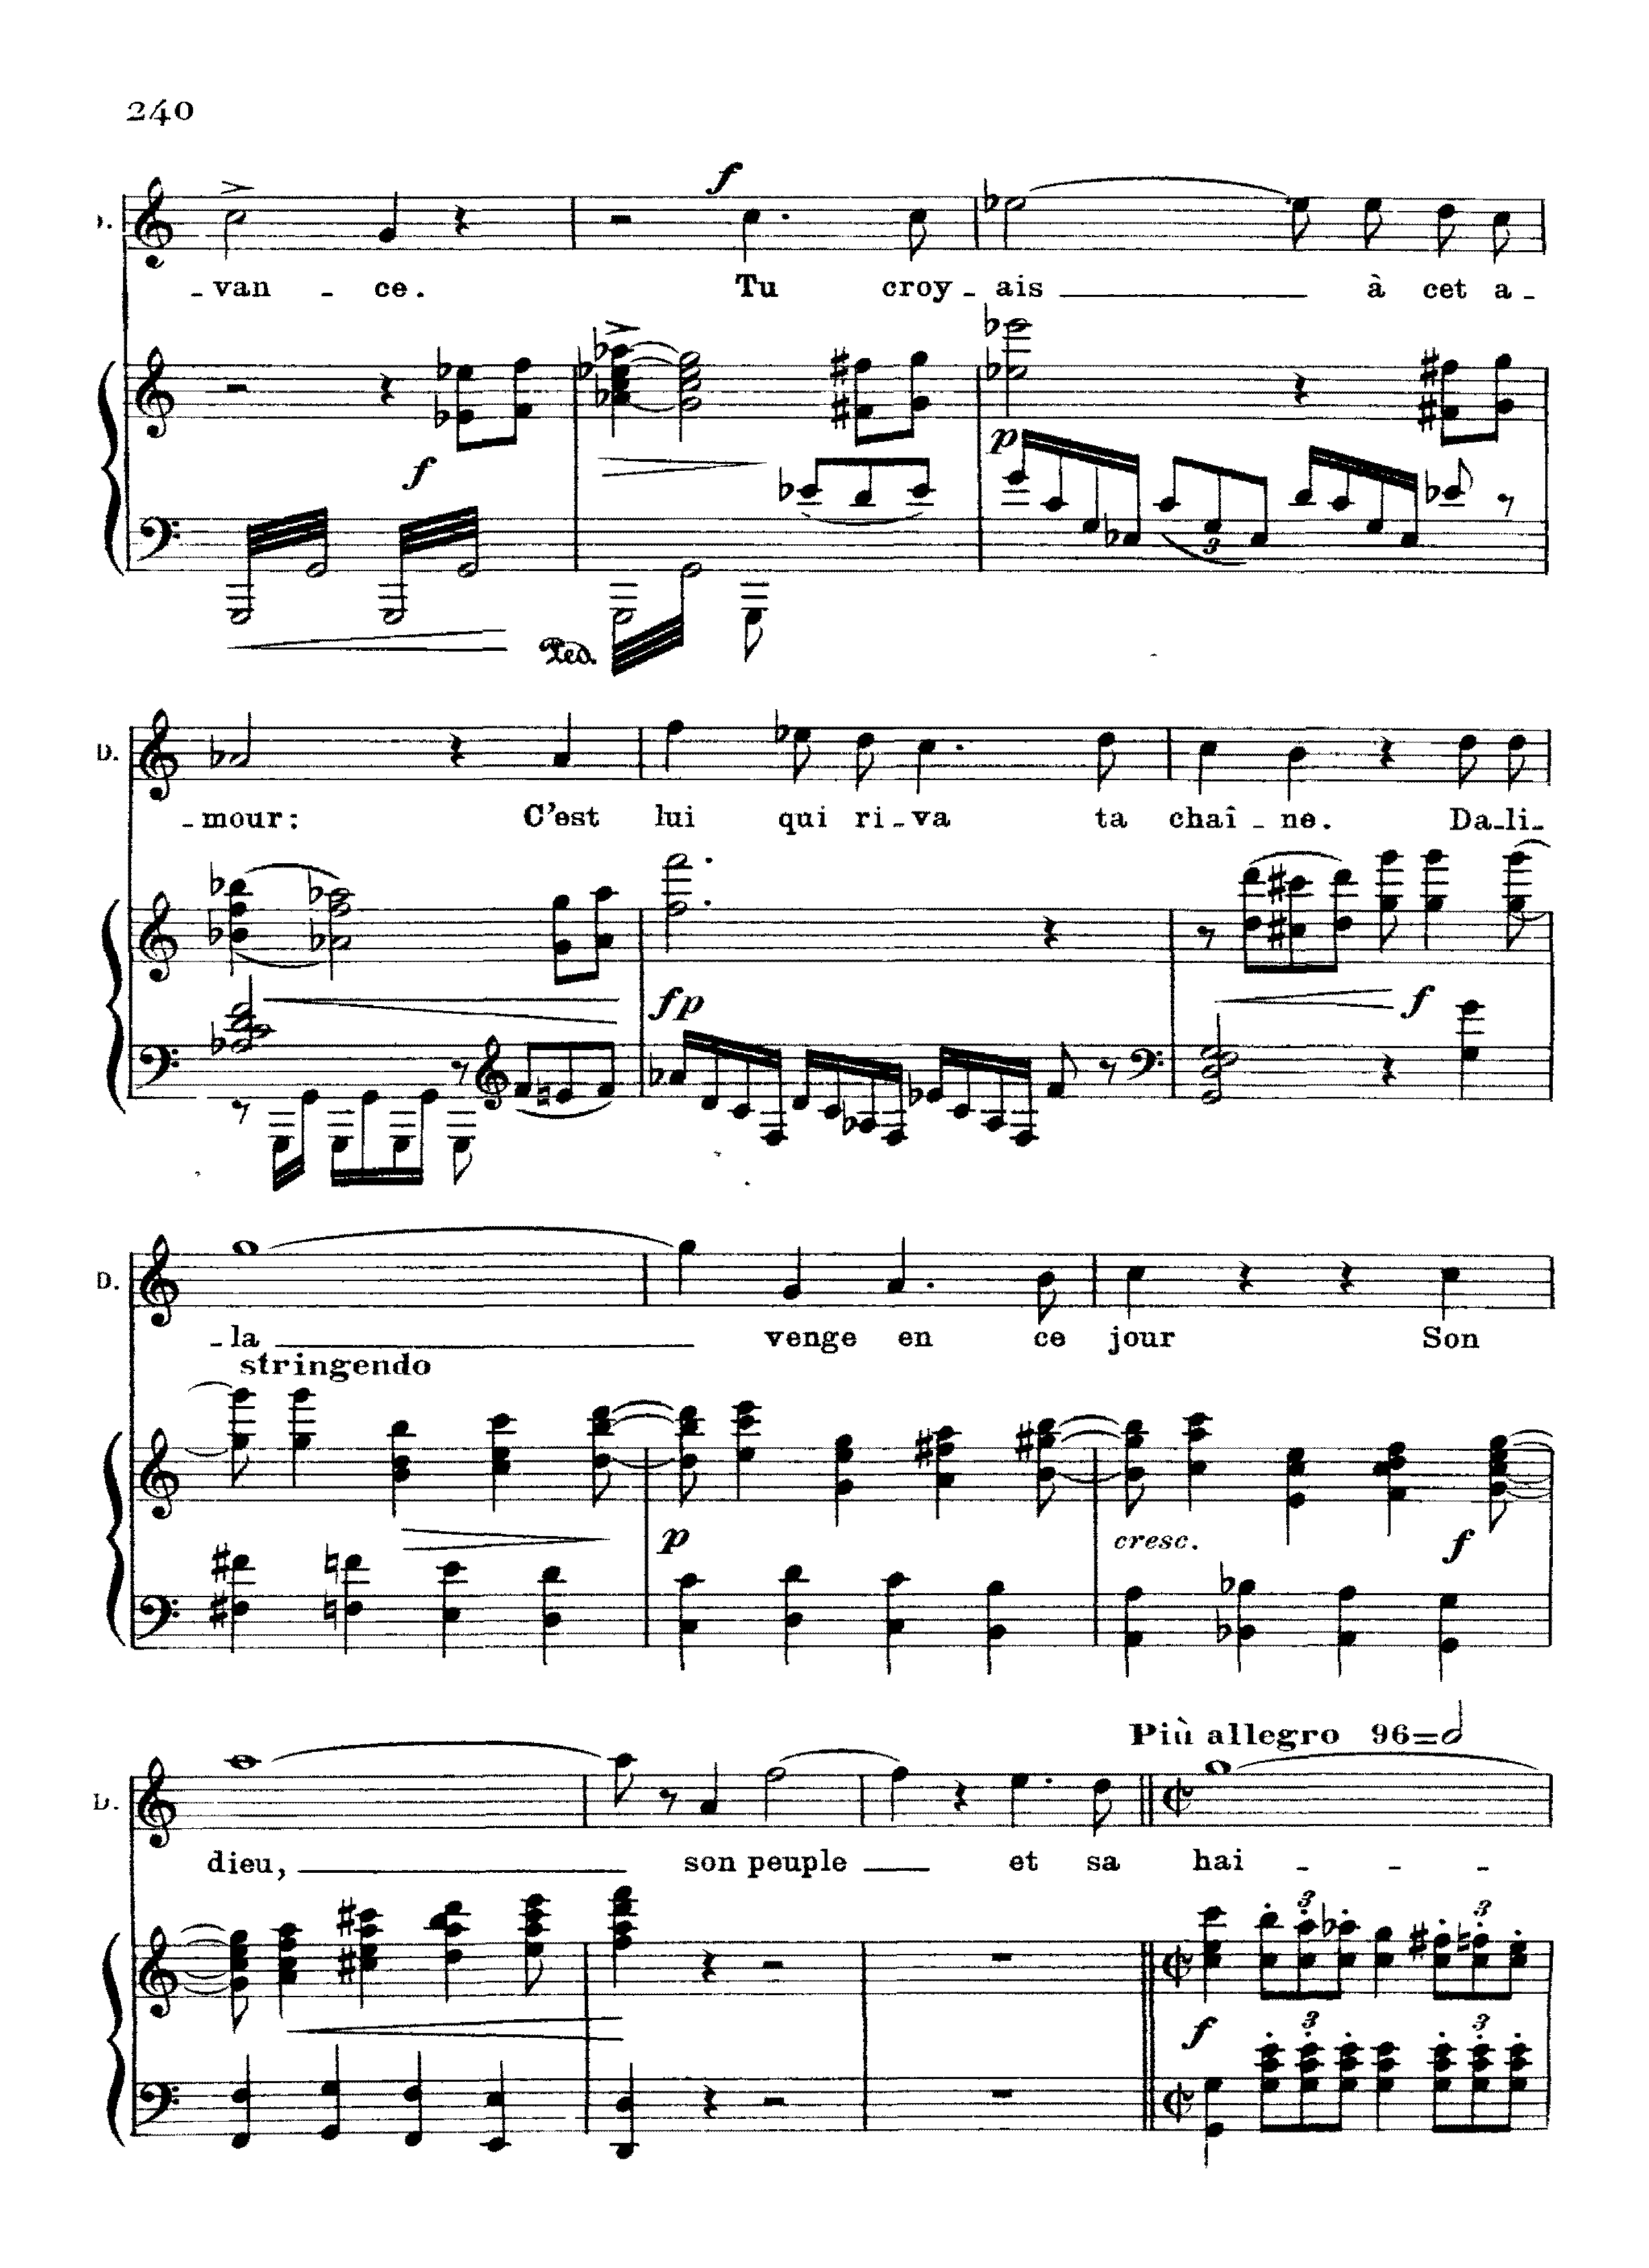 240
f
- van - ce. Tu croy - ais à cet a -
f
p
3
Ped.
D.
- mour: C'est lui qui ri - va ta chaî - ne. Da - li -
fp f
D.
- la venge en ce jour Son
stringendo
p cresc. f
Più allegro 96=
D.
dieu, son peuple et sa hai - - -
3 3
f
3 3